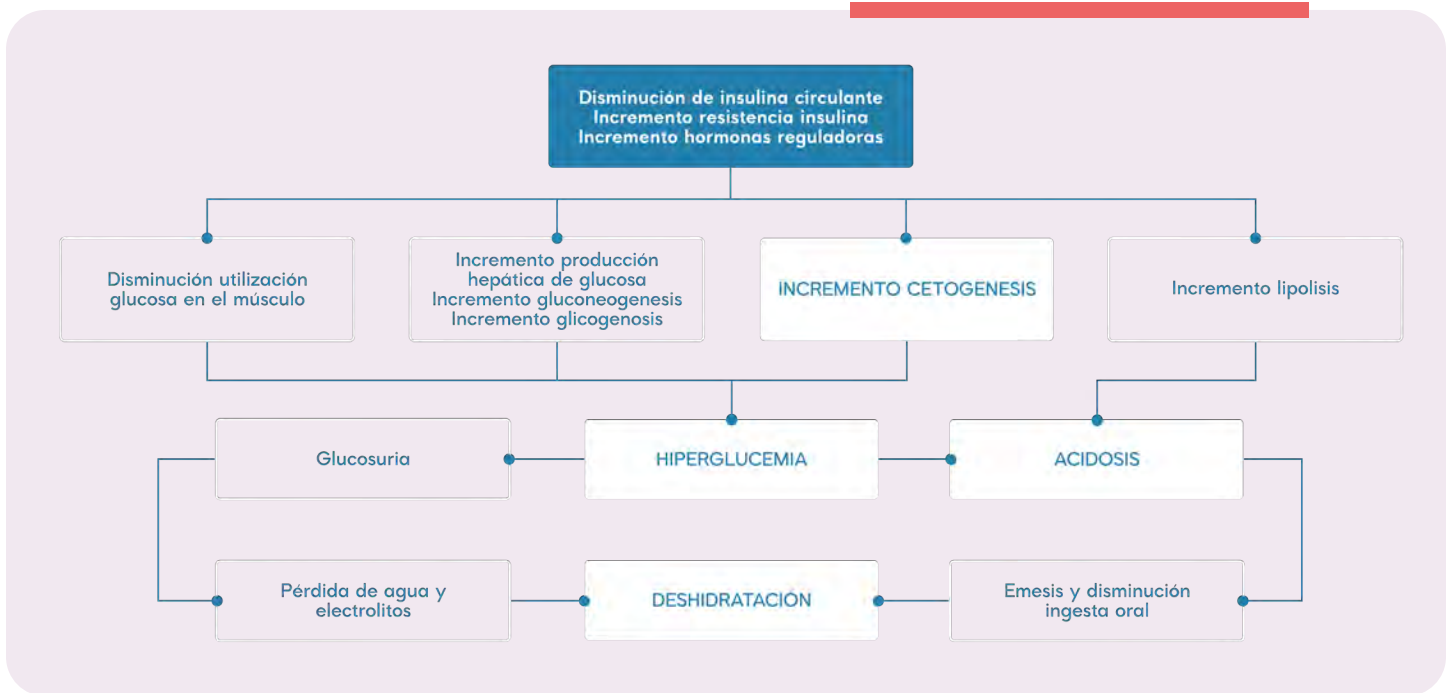 Disminución de insulina circulante
Incremento resistencia insulina
Incremento hormonas reguladoras
Disminución utilización
glucosa en el músculo
Incremento producción
hepática de glucosa
Incremento gluconeogenesis
Incremento glicogenosis
INCREMENTO CETOGENESIS
Incremento lipolisis
Glucosuria
HIPERGLUCEMIA
ACIDOSIS
Pérdida de agua y
electrolitos
DESHIDRATACIÓN
Emesis y disminución
ingesta oral